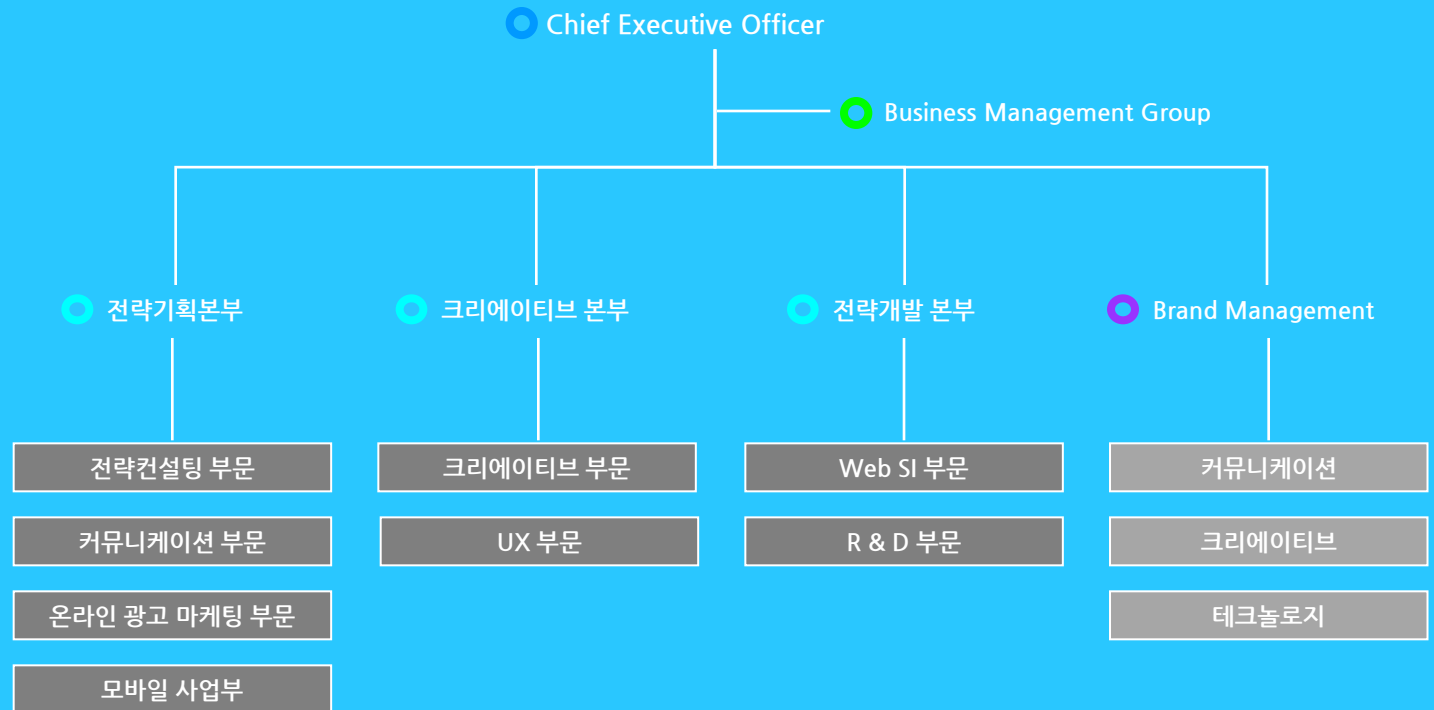 Chief Executive Officer
Business Management Group
전략기획본부
크리에이티브 본부
전략개발 본부
Brand Management
전략컨설팅 부문
크리에이티브 부문
Web SI 부문
커뮤니케이션
커뮤니케이션 부문
UX 부문
R & D 부문
크리에이티브
온라인 광고 마케팅 부문
테크놀로지
모바일 사업부